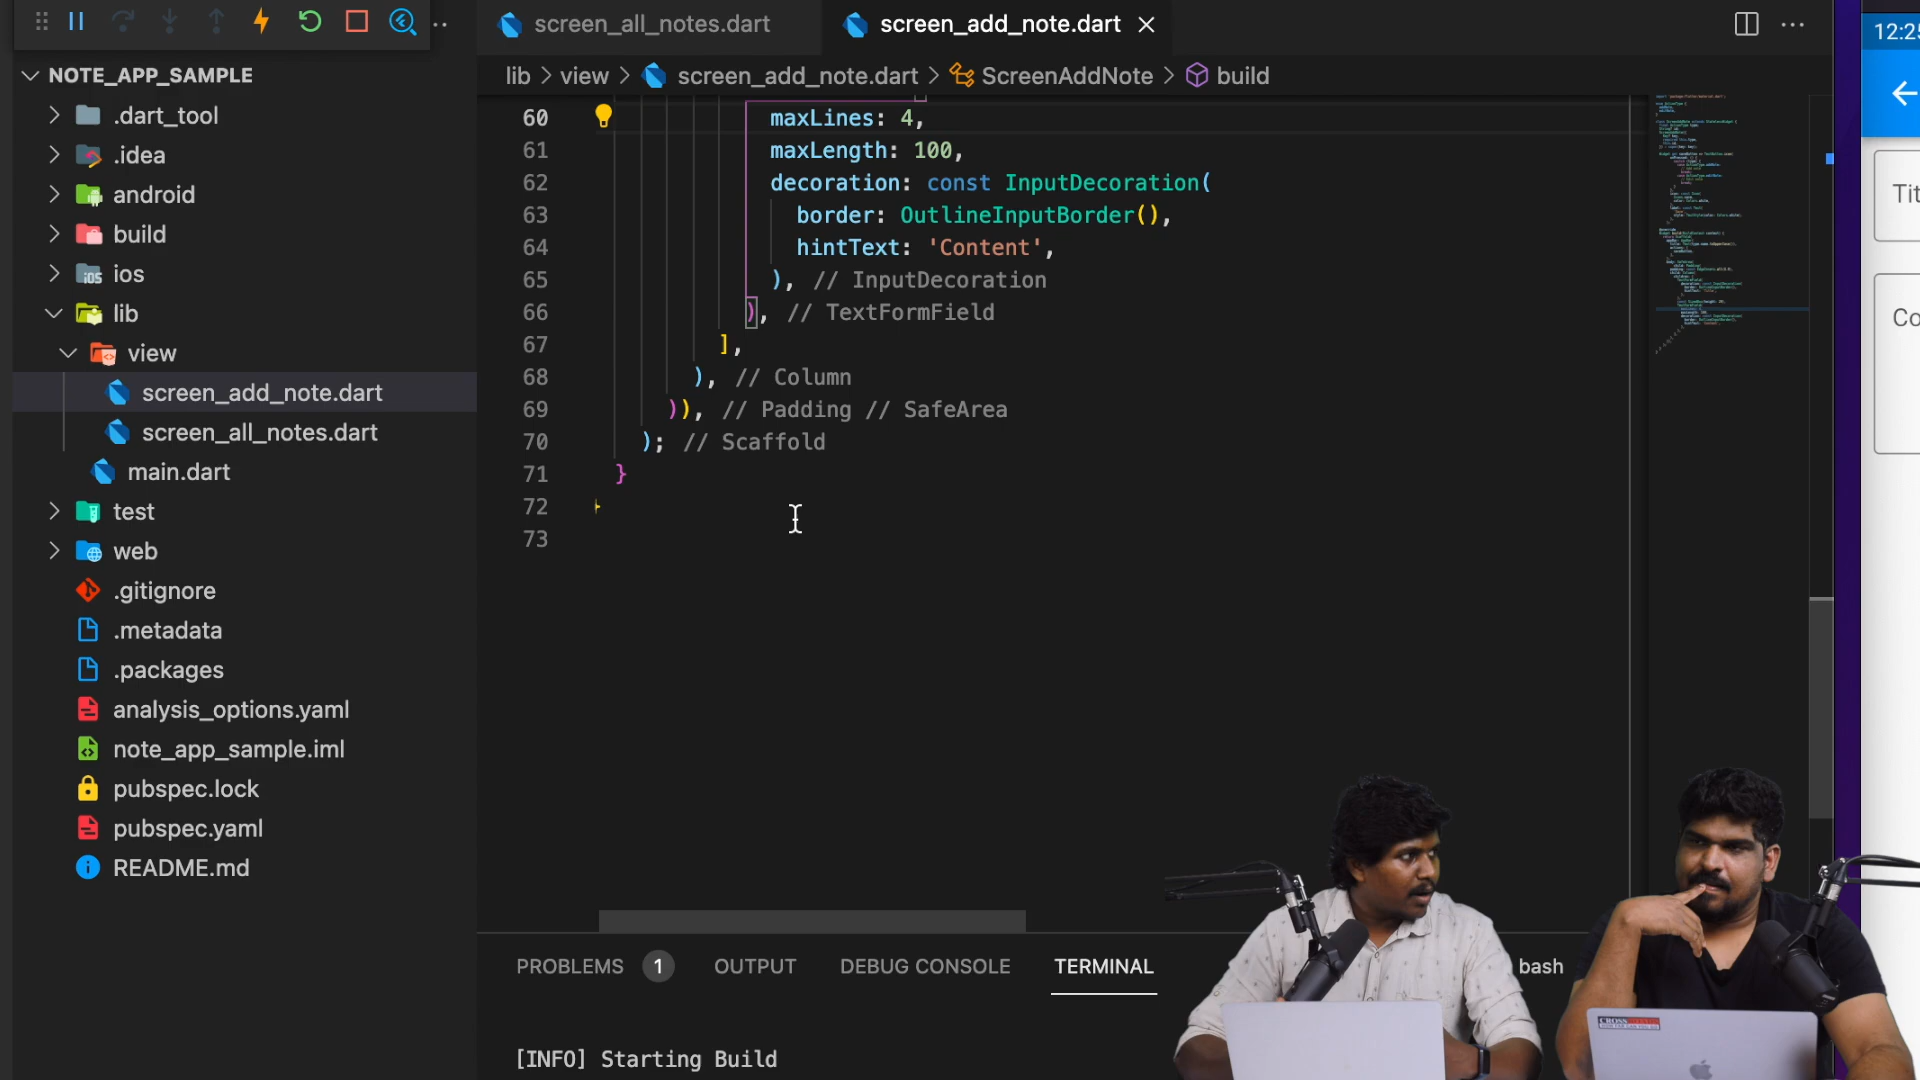 screen_all_notes.dart
screen_add_note.dart
12:25
NOTE_APP_SAMPLE
lib > view > screen_add_note.dart > ScreenAddNote > build
.dart_tool
.idea
android
build
ios
lib
view
screen_add_note.dart
screen_all_notes.dart
main.dart
test
web
.gitignore
.metadata
.packages
analysis_options.yaml
note_app_sample.iml
pubspec.lock
pubspec.yaml
README.md
60 maxLines: 4,
61 maxLength: 100,
62 decoration: const InputDecoration(
63 border: OutlineInputBorder(),
64 hintText: 'Content',
65 ), // InputDecoration
66 ), // TextFormField
67 ],
68 ), // Column
69 )), // Padding // SafeArea
70 ); // Scaffold
71 }
72
73
Tit
Co
PROBLEMS 1 OUTPUT DEBUG CONSOLE TERMINAL
bash
[INFO] Starting Build